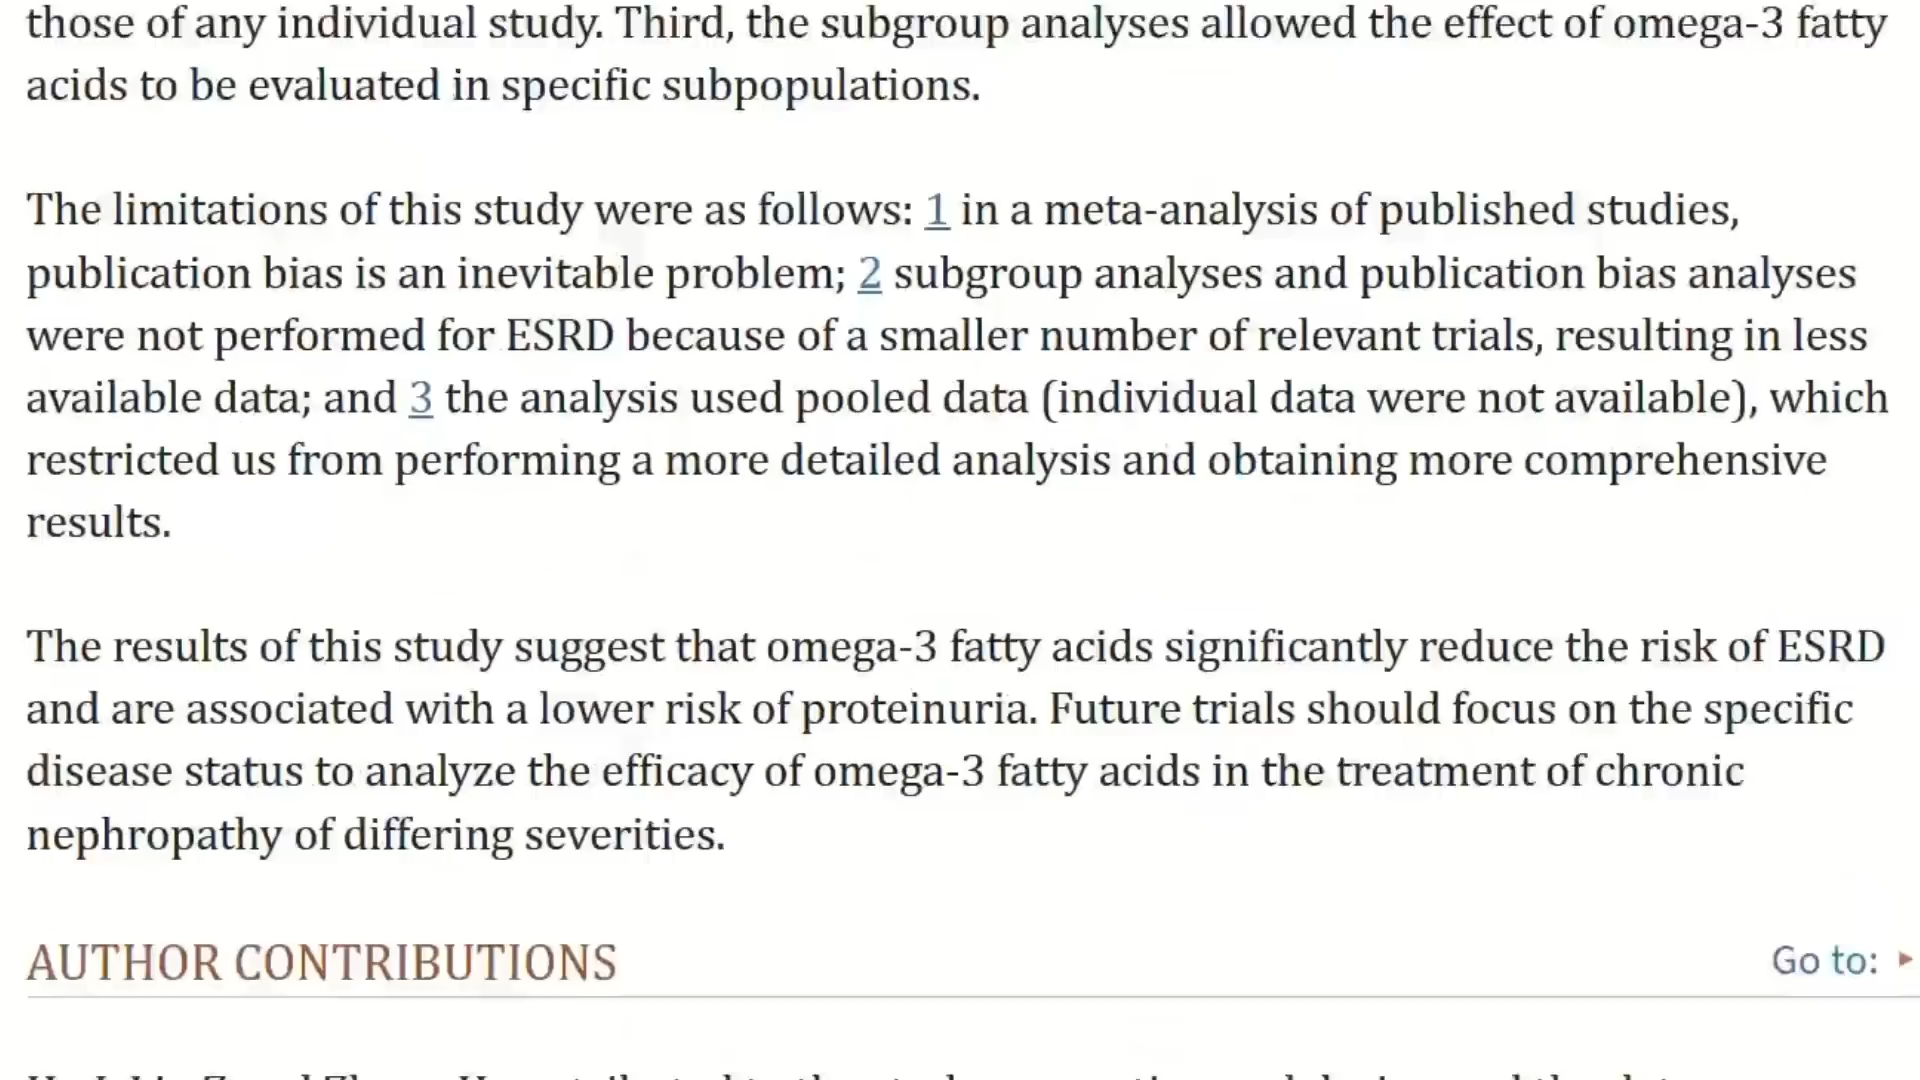 those of any individual study. Third, the subgroup analyses allowed the effect of omega-3 fatty
acids to be evaluated in specific subpopulations.
The limitations of this study were as follows: 1 in a meta-analysis of published studies,
publication bias is an inevitable problem; 2 subgroup analyses and publication bias analyses
were not performed for ESRD because of a smaller number of relevant trials, resulting in less
available data; and 3 the analysis used pooled data (individual data were not available), which
restricted us from performing a more detailed analysis and obtaining more comprehensive
results.
The results of this study suggest that omega-3 fatty acids significantly reduce the risk of ESRD
and are associated with a lower risk of proteinuria. Future trials should focus on the specific
disease status to analyze the efficacy of omega-3 fatty acids in the treatment of chronic
nephropathy of differing severities.
AUTHOR CONTRIBUTIONS
Go to: